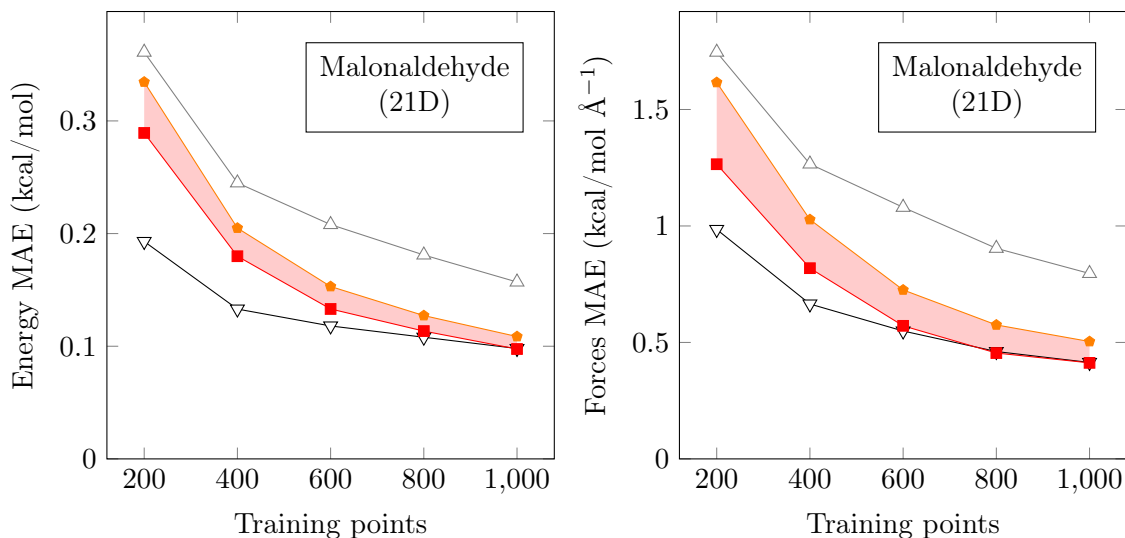 Energy MAE (kcal/mol)
0.3
0.2
0.1
0
Malonaldehyde
(21D)
200 400 600 800 1,000
Training points
Forces MAE (kcal/mol Å⁻¹)
1.5
1
0.5
0
Malonaldehyde
(21D)
200 400 600 800 1,000
Training points